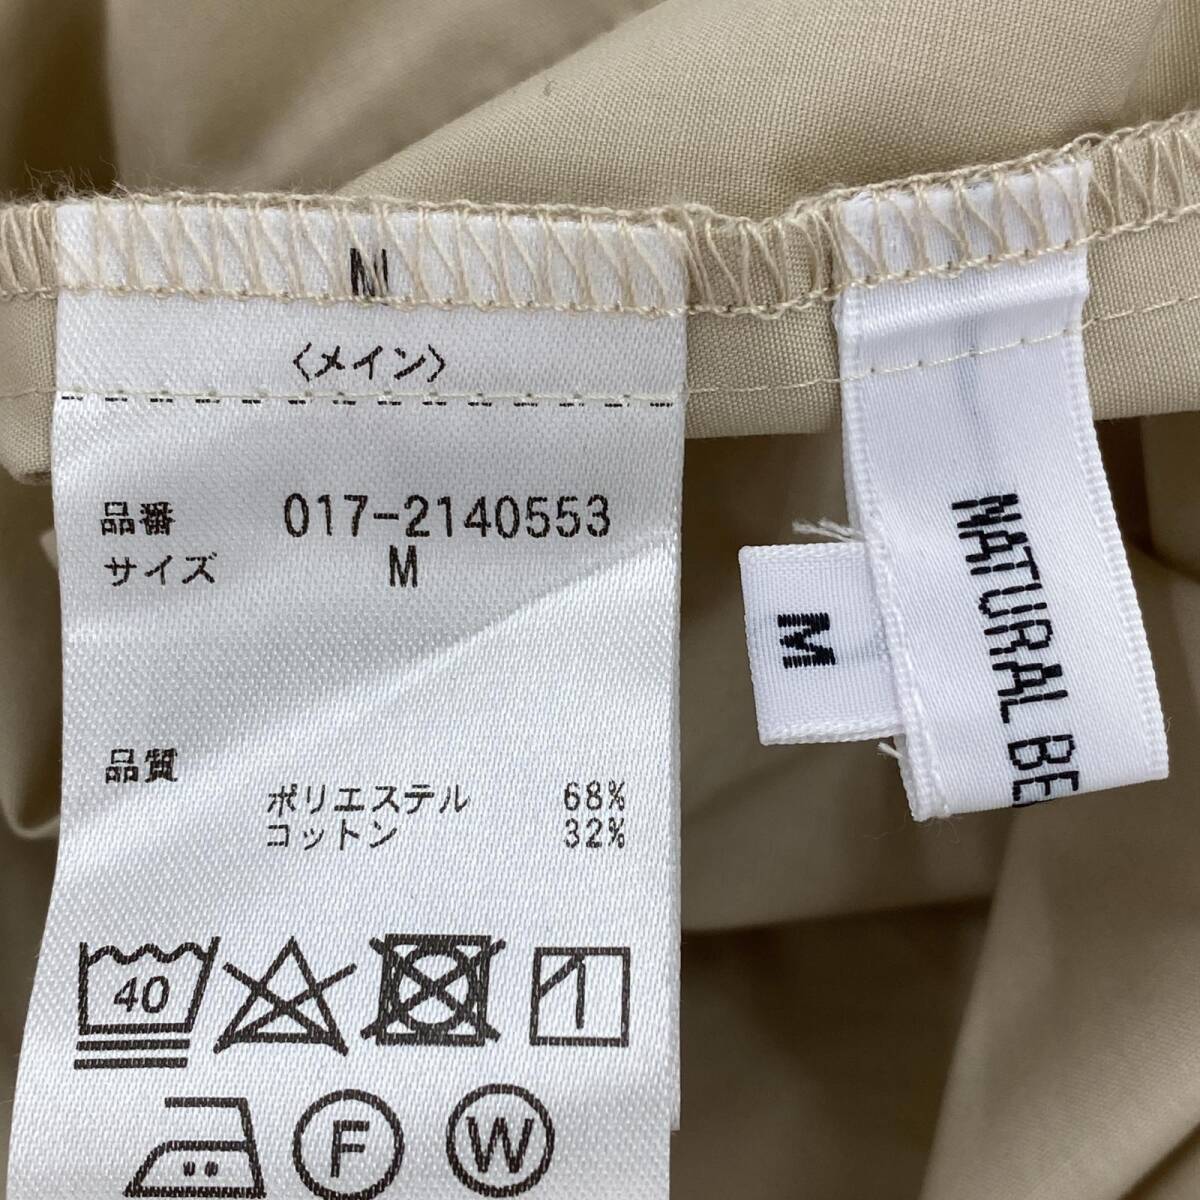 M
〈メイン〉
品番 017-2140553
サイズ M
品質
ポリエステル 68%
コットン 32%
40
F
W
M
NATURAL